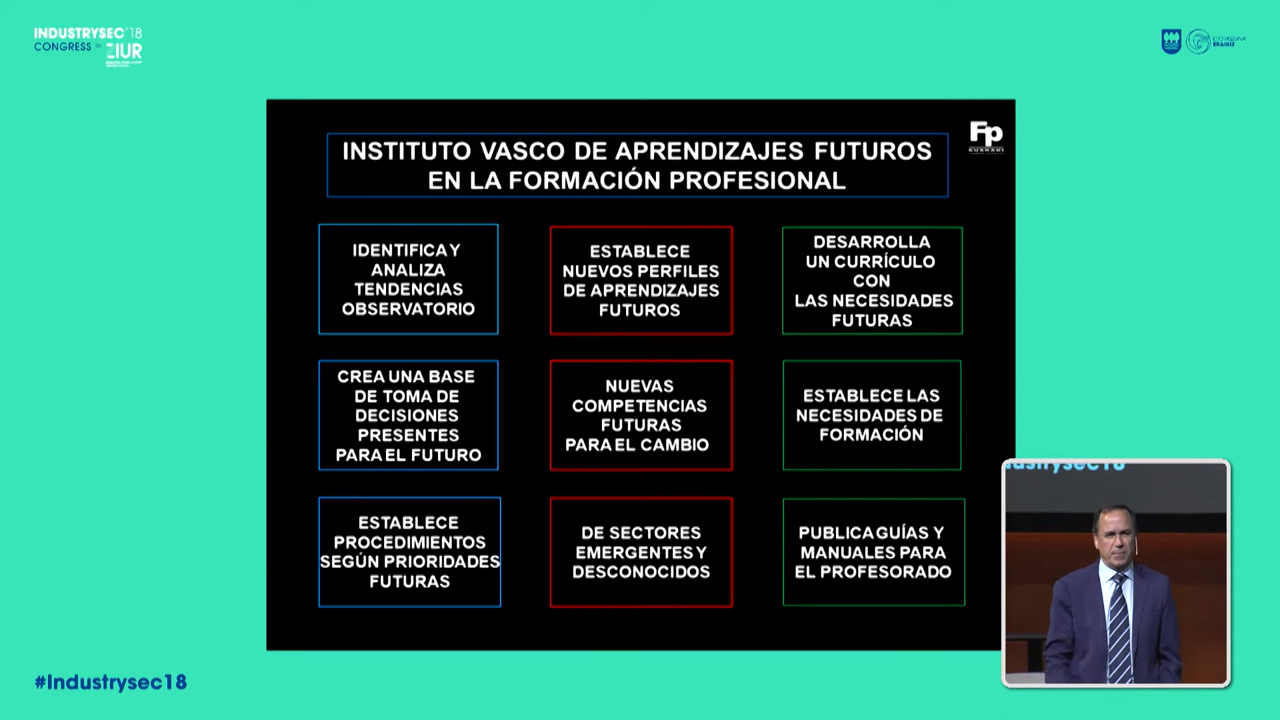 INDUSTRYSEC'18
CONGRESS BY ZIUR
#Industrysec18
Fp
EUSKADI
INSTITUTO VASCO DE APRENDIZAJES FUTUROS
EN LA FORMACIÓN PROFESIONAL
IDENTIFICA Y
ANALIZA
TENDENCIAS
OBSERVATORIO
ESTABLECE
NUEVOS PERFILES
DE APRENDIZAJES
FUTUROS
DESARROLLA
UN CURRÍCULO
CON
LAS NECESIDADES
FUTURAS
CREA UNA BASE
DE TOMA DE
DECISIONES
PRESENTES
PARA EL FUTURO
NUEVAS
COMPETENCIAS
FUTURAS
PARA EL CAMBIO
ESTABLECE LAS
NECESIDADES DE
FORMACIÓN
ESTABLECE
PROCEDIMIENTOS
SEGÚN PRIORIDADES
FUTURAS
DE SECTORES
EMERGENTES Y
DESCONOCIDOS
PUBLICA GUÍAS Y
MANUALES PARA
EL PROFESORADO
dustrysec18